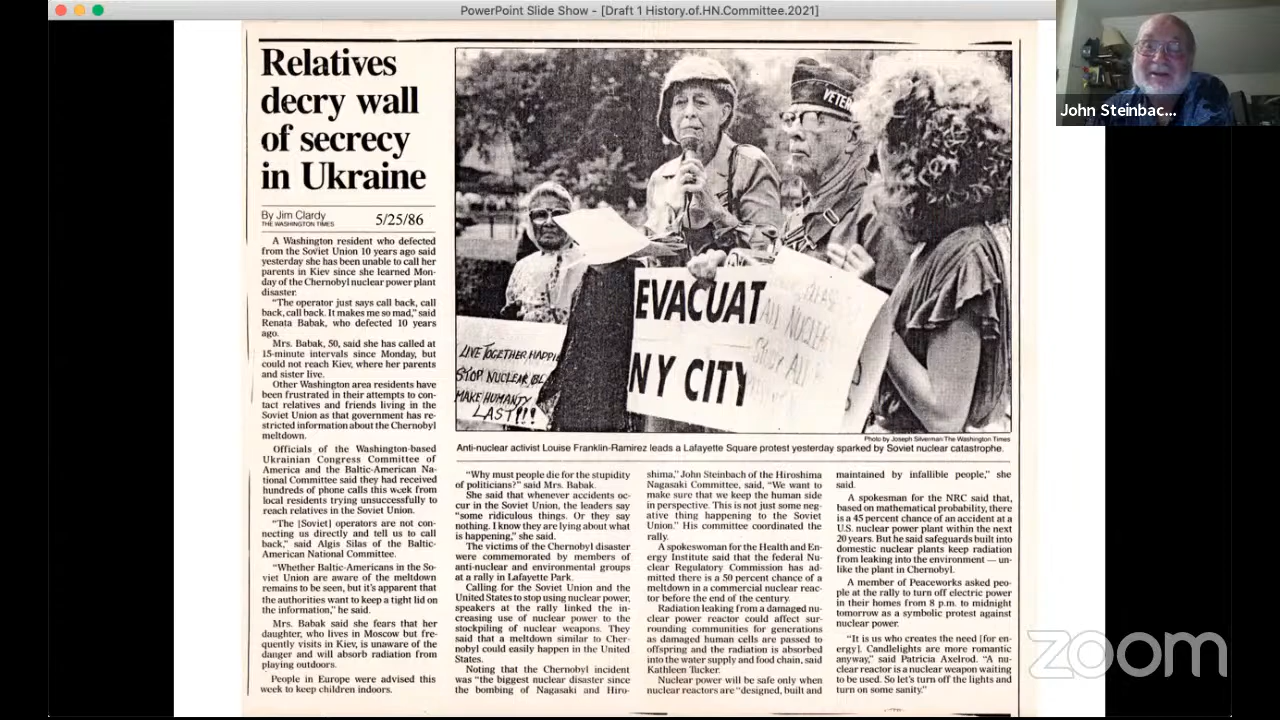 PowerPoint Slide Show - [Draft 1 History.of.HN.Committee.2021]
John Steinbac...
Relatives
decry wall
of secrecy
in Ukraine
By Jim Clardy
THE WASHINGTON TIMES
5/25/86
A Washington resident who defected
from the Soviet Union 10 years ago said
yesterday she has been unable to call her
parents in Kiev since she learned Mon-
day of the Chernobyl nuclear power plant
disaster.
"The operator just says call back, call
back, call back. It makes me so mad," said
Renata Babak, who defected 10 years
ago.
Mrs. Babak, 50, said she has called at
15-minute intervals since Monday, but
could not reach Kiev, where her parents
and sister live.
Other Washington area residents have
been frustrated in their attempts to con-
tact relatives and friends living in the
Soviet Union as that government has re-
stricted information about the Chernobyl
meltdown.
Officials of the Washington-based
Ukrainian Congress Committee of
America and the Baltic-American Na-
tional Committee said they had received
hundreds of phone calls this week from
local residents trying unsuccessfully to
reach relatives in the Soviet Union.
"The [Soviet] operators are not con-
necting us directly and tell us to call
back," said Algis Silas of the Baltic-
American National Committee.
"Whether Baltic-Americans in the So-
viet Union are aware of the meltdown
remains to be seen, but it's apparent that
the authorities want to keep a tight lid on
the information," he said.
Mrs. Babak said she fears that her
daughter, who lives in Moscow but fre-
quently visits in Kiev, is unaware of the
danger and will absorb radiation from
playing outdoors.
People in Europe were advised this
week to keep children indoors.
VETER
EVACUAT
NY CITY
LIVE TOGETHER HAPPI
STOP NUCLEAR
MAKE HUMANITY
LAST!!!
Photo by Joseph Silverman/The Washington Times
Anti-nuclear activist Louise Franklin-Ramirez leads a Lafayette Square protest yesterday sparked by Soviet nuclear catastrophe.
"Why must people die for the stupidity
of politicians?" said Mrs. Babak.
She said that whenever accidents oc-
cur in the Soviet Union, the leaders say
"some ridiculous things. Or they say
nothing. I know they are lying about what
is happening," she said.
The victims of the Chernobyl disaster
were commemorated by members of
anti-nuclear and environmental groups
at a rally in Lafayette Park.
Calling for the Soviet Union and the
United States to stop using nuclear power,
speakers at the rally linked the in-
creasing use of nuclear power to the
stockpiling of nuclear weapons. They
said that a meltdown similar to Cher-
nobyl could easily happen in the United
States.
Noting that the Chernobyl incident
was "the biggest nuclear disaster since
the bombing of Nagasaki and Hiro-
shima," John Steinbach of the Hiroshima
Nagasaki Committee, said, "We want to
make sure that we keep the human side
in perspective. This is not just some neg-
ative thing happening to the Soviet
Union." His committee coordinated the
rally.
A spokeswoman for the Health and En-
ergy Institute said that the federal Nu-
clear Regulatory Commission has ad-
mitted there is a 50 percent chance of a
meltdown in a commercial nuclear reac-
tor before the end of the century.
Radiation leaking from a damaged nu-
clear power reactor could affect sur-
rounding communities for generations
as damaged human cells are passed to
offspring and the radiation is absorbed
into the water supply and food chain, said
Kathleen Tucker.
Nuclear power will be safe only when
nuclear reactors are "designed, built and
maintained by infallible people," she
said.
A spokesman for the NRC said that,
based on mathematical probability, there
is a 45 percent chance of an accident at a
U.S. nuclear power plant within the next
20 years. But he said safeguards built into
domestic nuclear plants keep radiation
from leaking into the environment — un-
like the plant in Chernobyl.
A member of Peaceworks asked peo-
ple at the rally to turn off electric power
in their homes from 8 p.m. to midnight
tomorrow as a symbolic protest against
nuclear power.
"It is us who creates the need [for en-
ergy]. Candlelights are more romantic
anyway," said Patricia Axelrod. "A nu-
clear reactor is a nuclear weapon waiting
to be used. So let's turn off the lights and
turn on some sanity."
zoom